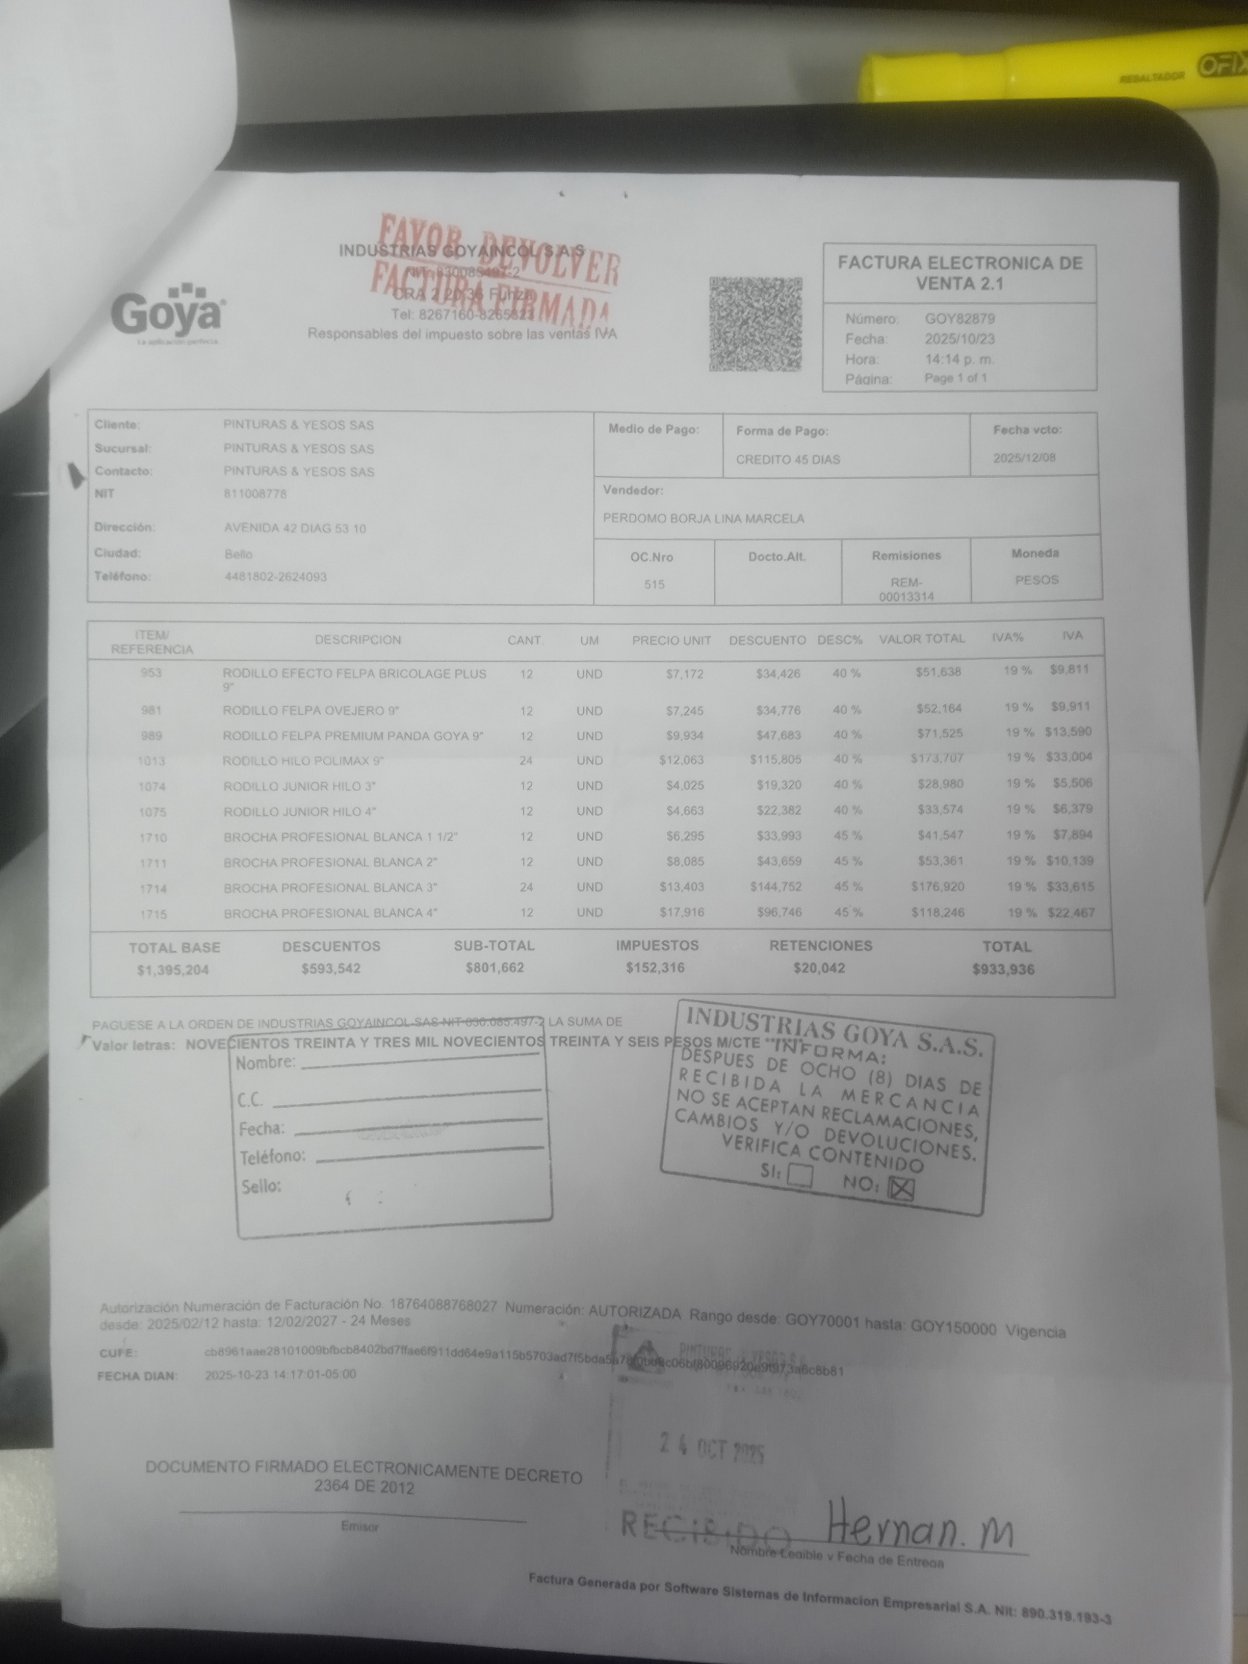 RESALTADOR OFIX
FAVOR DEVOLVER
FACTURA FIRMADA
INDUSTRIAS GOYAINCOL S.A.S
NIT: 830085497-2
CRA 2 20 36 Funza
Tel: 8267160-8265823
Responsables del impuesto sobre las ventas IVA
Goya
La aplicación perfecta
FACTURA ELECTRONICA DE
VENTA 2.1
Número: GOY82879
Fecha: 2025/10/23
Hora: 14:14 p. m.
Página: Page 1 of 1
Cliente: PINTURAS & YESOS SAS
Sucursal: PINTURAS & YESOS SAS
Contacto: PINTURAS & YESOS SAS
NIT 811008778
Dirección: AVENIDA 42 DIAG 53 10
Ciudad: Bello
Teléfono: 4481802-2624093
Medio de Pago: Forma de Pago: Fecha vcto:
CREDITO 45 DIAS 2025/12/08
Vendedor:
PERDOMO BORJA LINA MARCELA
OC.Nro Docto.Alt. Remisiones Moneda
515 REM-00013314 PESOS
ITEM/ REFERENCIA DESCRIPCION CANT. UM PRECIO UNIT DESCUENTO DESC% VALOR TOTAL IVA% IVA
953 RODILLO EFECTO FELPA BRICOLAGE PLUS 12 UND $7,172 $34,426 40 % $51,638 19 % $9,811
9"
981 RODILLO FELPA OVEJERO 9" 12 UND $7,245 $34,776 40 % $52,164 19 % $9,911
989 RODILLO FELPA PREMIUM PANDA GOYA 9" 12 UND $9,934 $47,683 40 % $71,525 19 % $13,590
1013 RODILLO HILO POLIMAX 9" 24 UND $12,063 $115,805 40 % $173,707 19 % $33,004
1074 RODILLO JUNIOR HILO 3" 12 UND $4,025 $19,320 40 % $28,980 19 % $5,506
1075 RODILLO JUNIOR HILO 4" 12 UND $4,663 $22,382 40 % $33,574 19 % $6,379
1710 BROCHA PROFESIONAL BLANCA 1 1/2" 12 UND $6,295 $33,993 45 % $41,547 19 % $7,894
1711 BROCHA PROFESIONAL BLANCA 2" 12 UND $8,085 $43,659 45 % $53,361 19 % $10,139
1714 BROCHA PROFESIONAL BLANCA 3" 24 UND $13,403 $144,752 45 % $176,920 19 % $33,615
1715 BROCHA PROFESIONAL BLANCA 4" 12 UND $17,916 $96,746 45 % $118,246 19 % $22,467
TOTAL BASE DESCUENTOS SUB-TOTAL IMPUESTOS RETENCIONES TOTAL
$1,395,204 $593,542 $801,662 $152,316 $20,042 $933,936
PAGUESE A LA ORDEN DE INDUSTRIAS GOYAINCOL SAS NIT 830.085.497-2 LA SUMA DE
Valor letras: NOVECIENTOS TREINTA Y TRES MIL NOVECIENTOS TREINTA Y SEIS PESOS M/CTE **
Nombre:
C.C.
Fecha:
Teléfono:
Sello:
INDUSTRIAS GOYA S.A.S.
INFORMA:
DESPUES DE OCHO (8) DIAS DE
RECIBIDA LA MERCANCIA
NO SE ACEPTAN RECLAMACIONES,
CAMBIOS Y/O DEVOLUCIONES.
VERIFICA CONTENIDO
SI: NO:
Autorización Numeración de Facturación No. 18764088768027 Numeración: AUTORIZADA Rango desde: GOY70001 hasta: GOY150000 Vigencia
desde: 2025/02/12 hasta: 12/02/2027 - 24 Meses
CUFE:
FECHA DIAN: 2025-10-23 14:17:01-05:00
PINTURAS & YESOS
24 OCT 2025
RECIBIDO
Hernan. M
DOCUMENTO FIRMADO ELECTRONICAMENTE DECRETO
2364 DE 2012
Emisor
Nombre Legible y Fecha de Entrega
Factura Generada por Software Sistemas de Informacion Empresarial S.A. Nit: 890.319.193-3